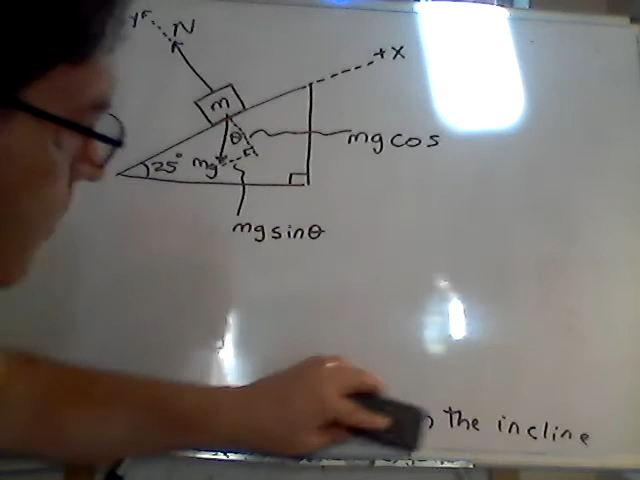 y
N
+x
m
θ
mg cos
25°
mg
mg sinθ
the incline